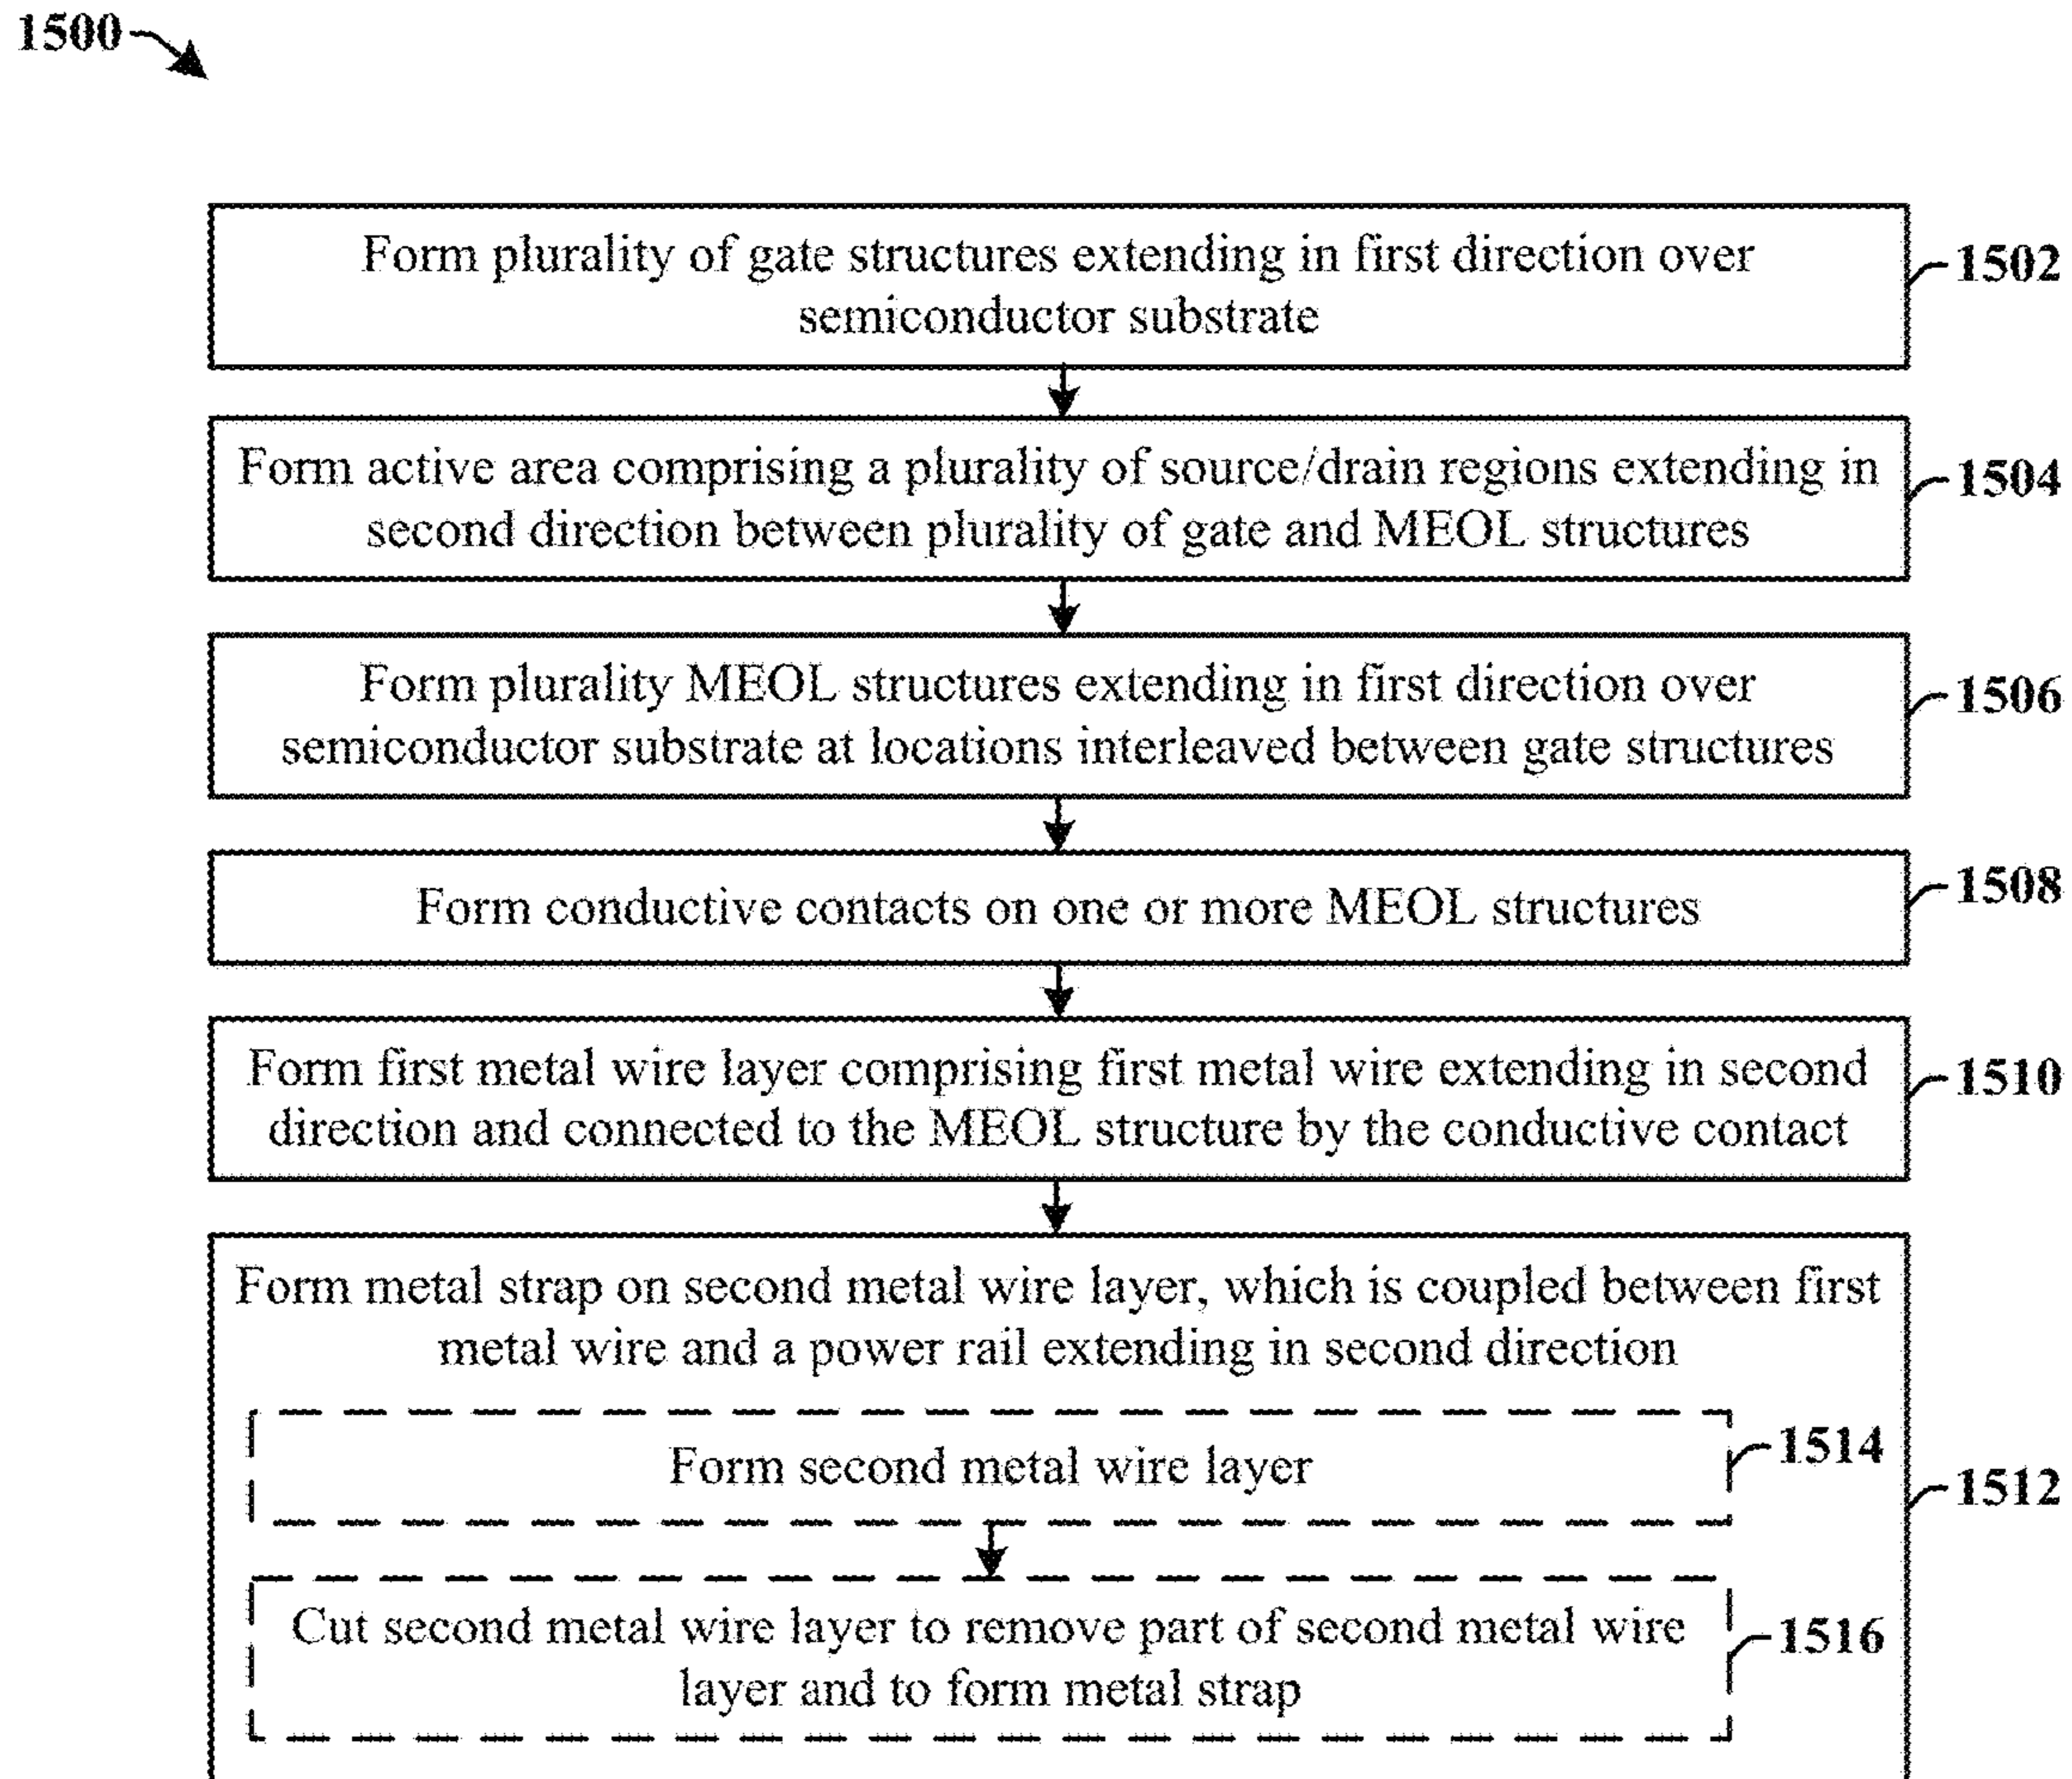 1500
Form plurality of gate structures extending in first direction over
semiconductor substrate
1502
Form active area comprising a plurality of source/drain regions extending in
second direction between plurality of gate and MEOL structures
1504
Form plurality MEOL structures extending in first direction over
semiconductor substrate at locations interleaved between gate structures
1506
Form conductive contacts on one or more MEOL structures
1508
Form first metal wire layer comprising first metal wire extending in second
direction and connected to the MEOL structure by the conductive contact
1510
Form metal strap on second metal wire layer, which is coupled between first
metal wire and a power rail extending in second direction
1512
Form second metal wire layer
1514
Cut second metal wire layer to remove part of second metal wire
layer and to form metal strap
1516